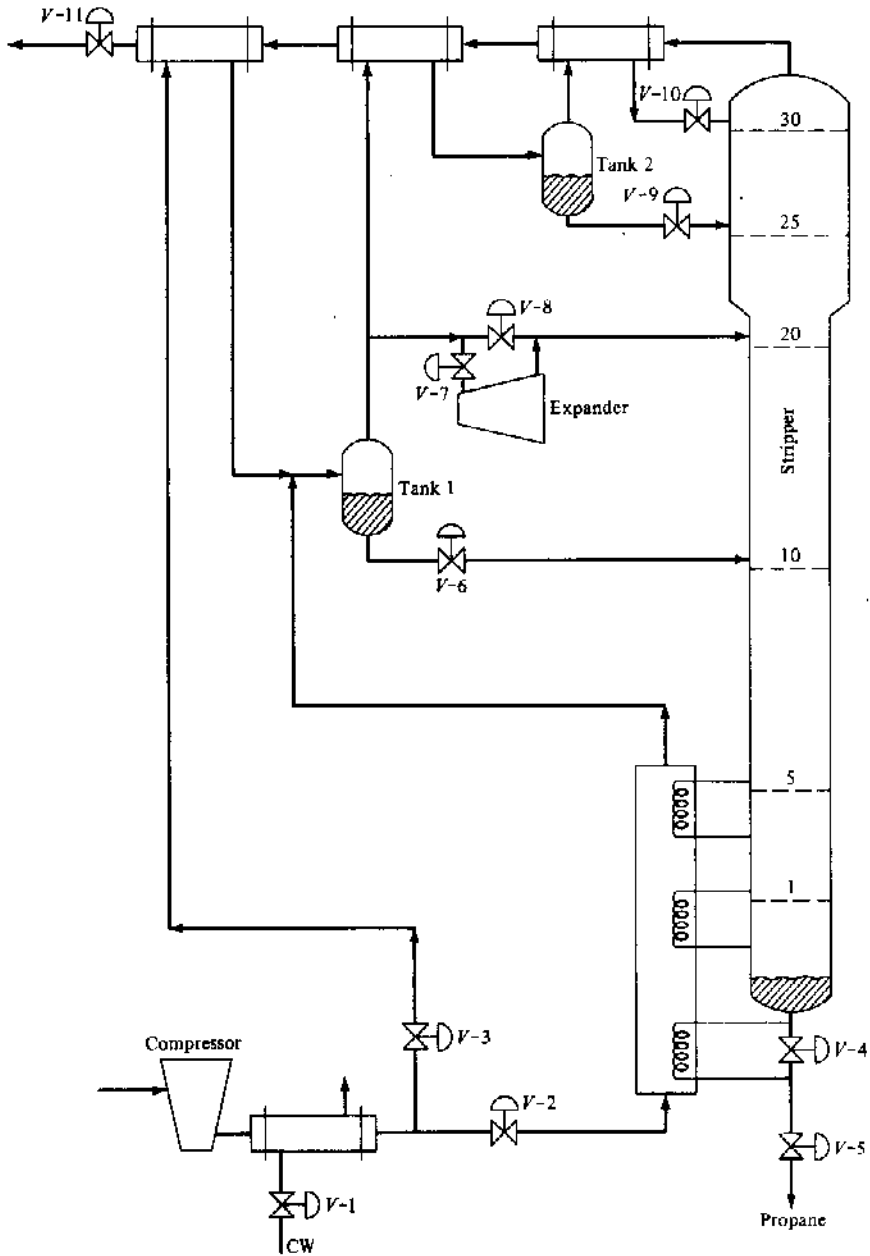 V-11
V-10
30
Tank 2
V-9
25
V-8
20
V-7
Expander
Stripper
Tank 1
10
V-6
5
1
Compressor
V-3
V-4
V-2
V-5
V-1
Propane
CW